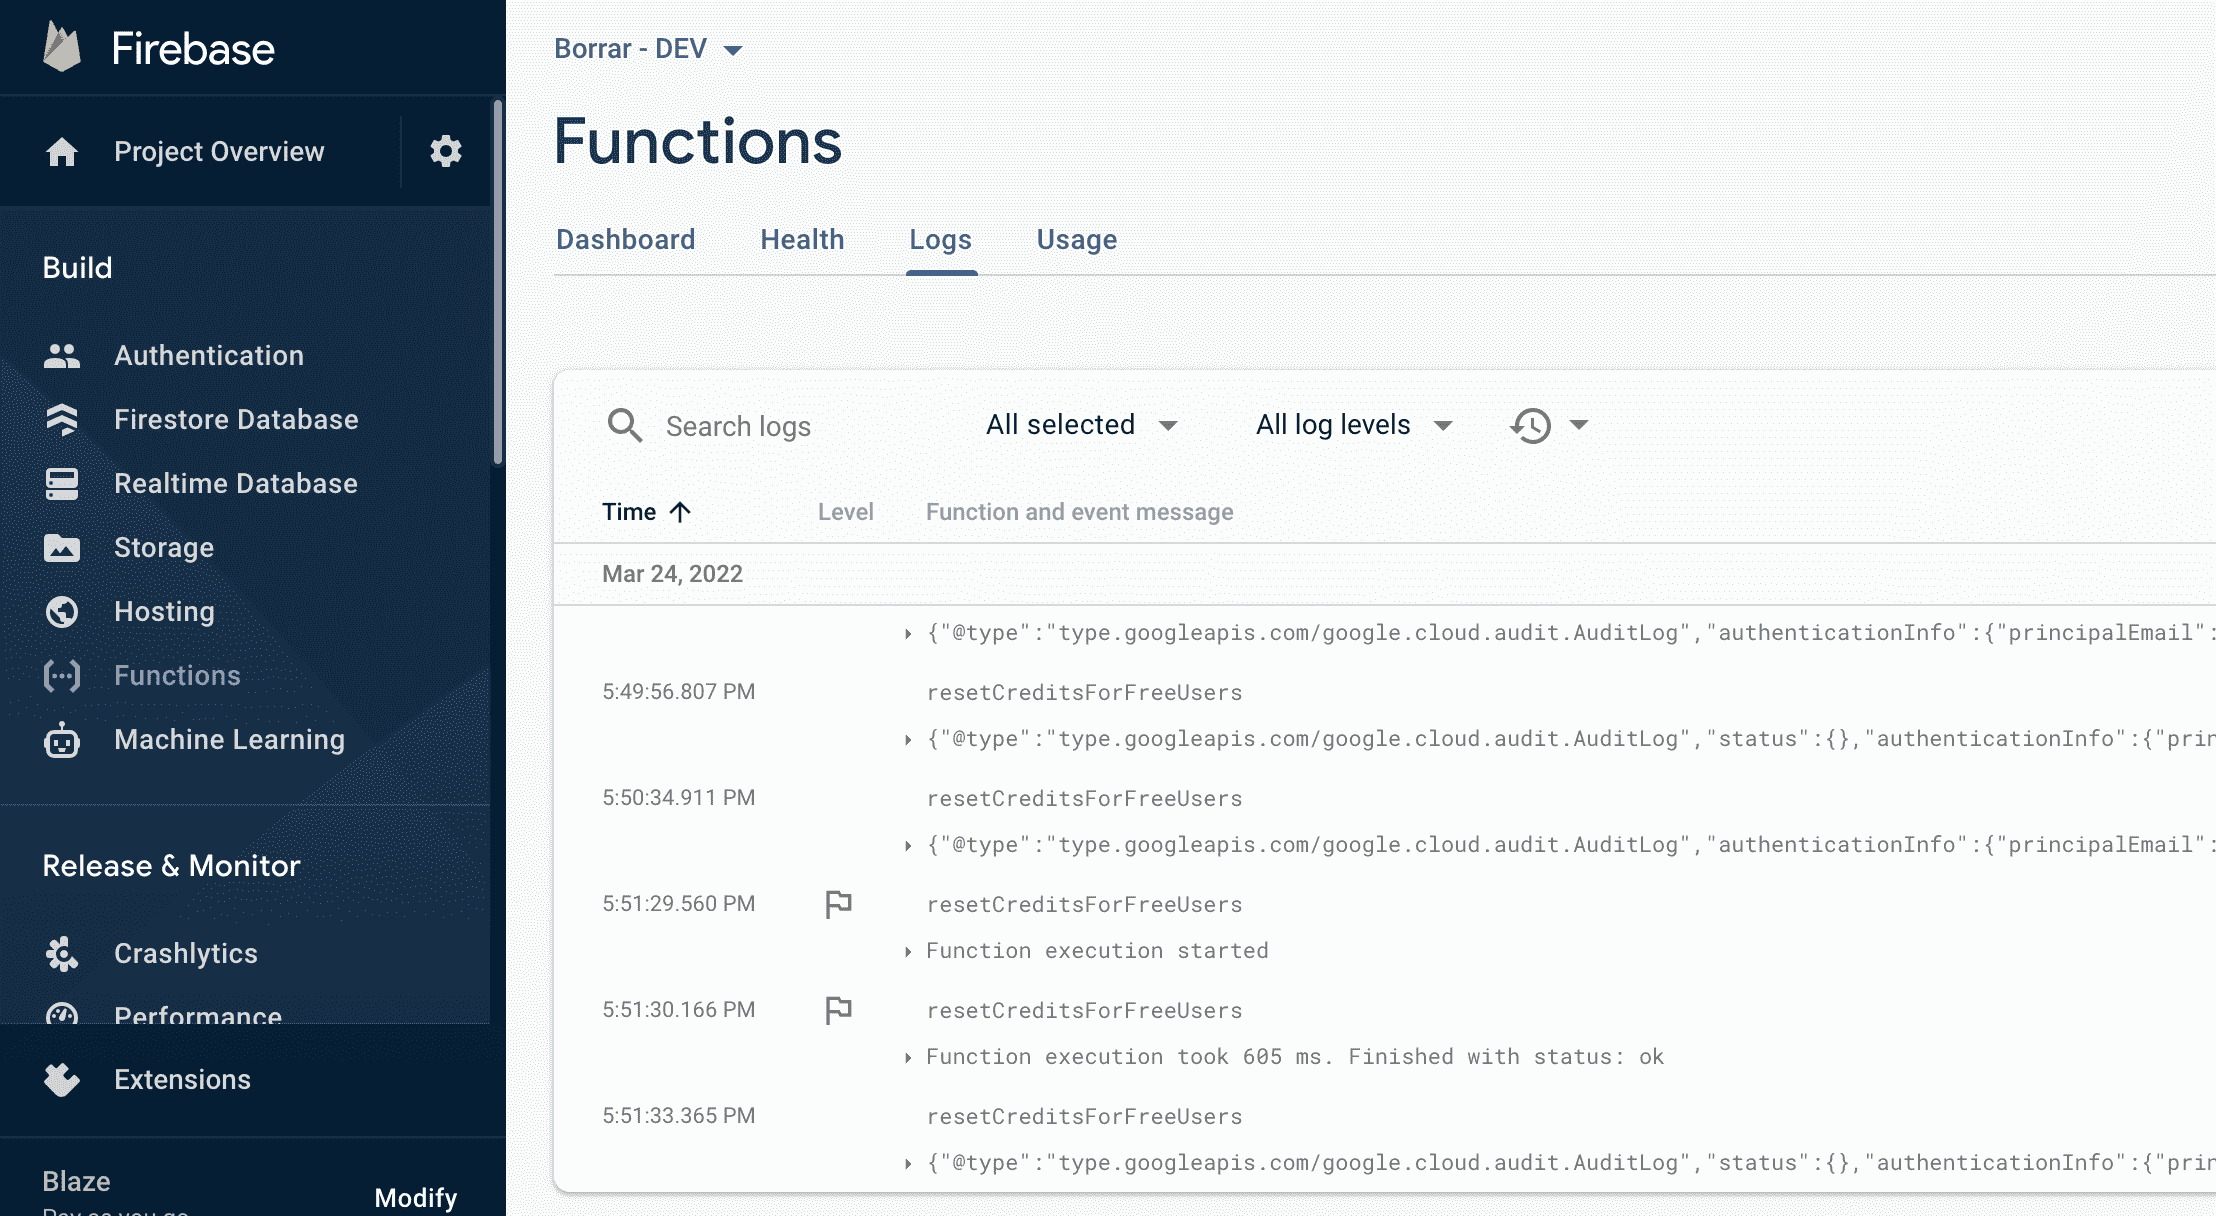 Firebase
Project Overview
Build
Authentication
Firestore Database
Realtime Database
Storage
Hosting
Functions
Machine Learning
Release & Monitor
Crashlytics
Performance
Extensions
Blaze
Pay as you go
Modify
Borrar - DEV
Functions
Dashboard Health Logs Usage
Search logs All selected All log levels
Time Level Function and event message
Mar 24, 2022
{"@type":"type.googleapis.com/google.cloud.audit.AuditLog","authenticationInfo":{"principalEmail":
5:49:56.807 PM resetCreditsForFreeUsers
{"@type":"type.googleapis.com/google.cloud.audit.AuditLog","status":{},"authenticationInfo":{"prin
5:50:34.911 PM resetCreditsForFreeUsers
{"@type":"type.googleapis.com/google.cloud.audit.AuditLog","authenticationInfo":{"principalEmail":
5:51:29.560 PM resetCreditsForFreeUsers
Function execution started
5:51:30.166 PM resetCreditsForFreeUsers
Function execution took 605 ms. Finished with status: ok
5:51:33.365 PM resetCreditsForFreeUsers
{"@type":"type.googleapis.com/google.cloud.audit.AuditLog","status":{},"authenticationInfo":{"prin